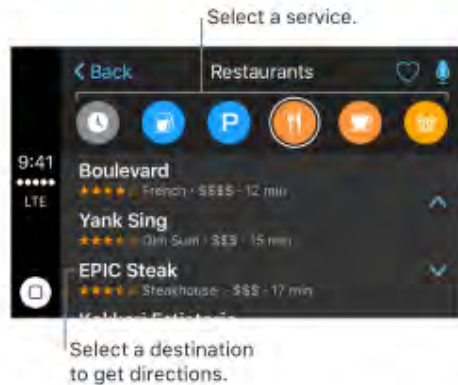 Select a service.
Back Restaurants
P
9:41
LTE
Boulevard
French · $$$$ · 12 min
Yank Sing
Dim Sum · $$$ · 15 min
EPIC Steak
Steakhouse · $$$ · 17 min
Select a destination
to get directions.